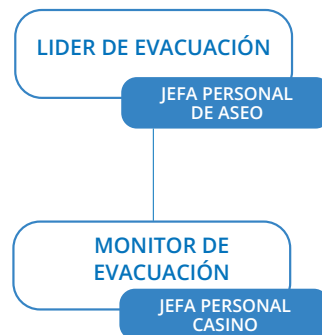 LIDER DE EVACUACIÓN
JEFA PERSONAL
DE ASEO
MONITOR DE
EVACUACIÓN
JEFA PERSONAL
CASINO